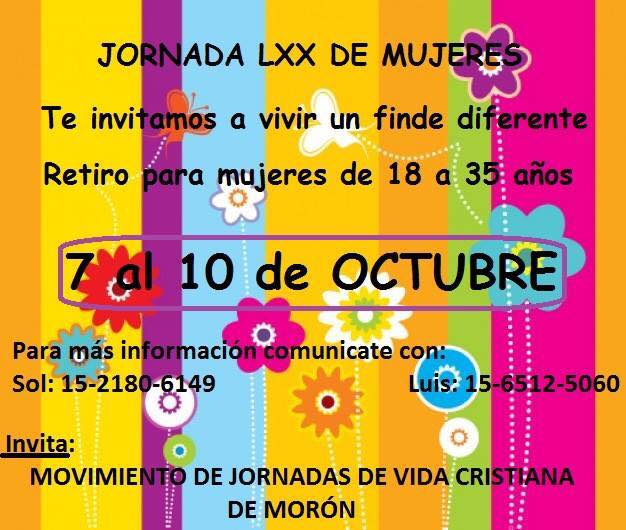 JORNADA LXX DE MUJERES
Te invitamos a vivir un finde diferente
Retiro para mujeres de 18 a 35 años
7 al 10 de OCTUBRE
Para más información comunicate con:
Sol: 15-2180-6149 Luis: 15-6512-5060
Invita:
MOVIMIENTO DE JORNADAS DE VIDA CRISTIANA
DE MORÓN